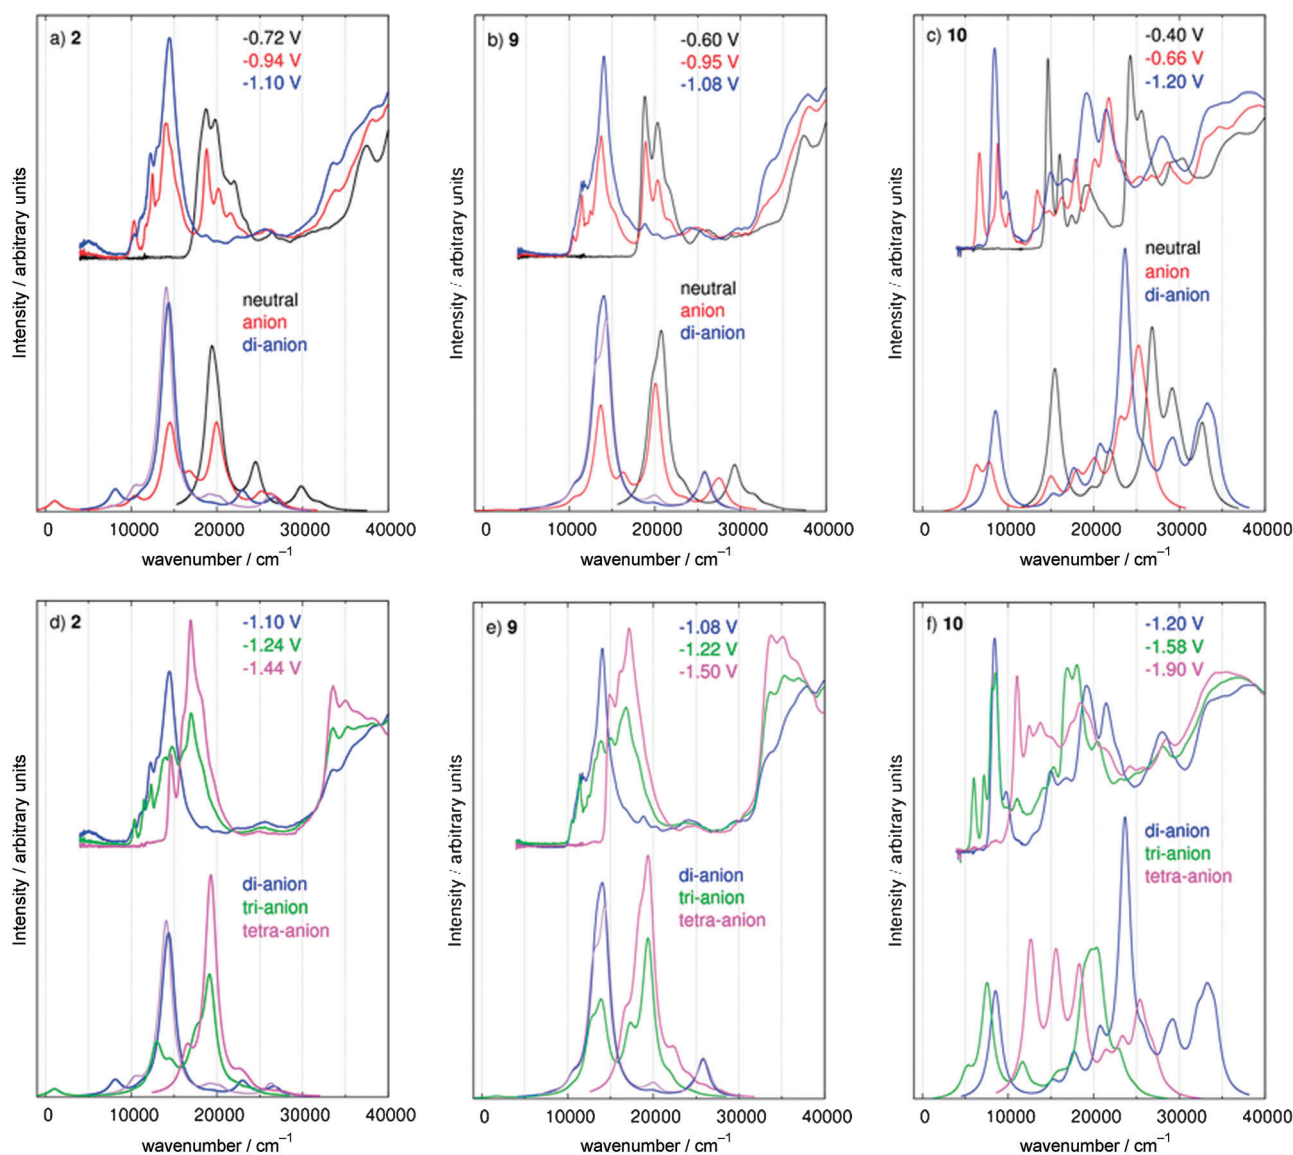 a) 2
-0.72 V
-0.94 V
-1.10 V
neutral
anion
di-anion
Intensity / arbitrary units
0 10000 20000 30000 40000
wavenumber / cm–1
b) 9
-0.60 V
-0.95 V
-1.08 V
neutral
anion
di-anion
Intensity / arbitrary units
0 10000 20000 30000 40000
wavenumber / cm–1
c) 10
-0.40 V
-0.66 V
-1.20 V
neutral
anion
di-anion
Intensity / arbitrary units
0 10000 20000 30000 40000
wavenumber / cm–1
d) 2
-1.10 V
-1.24 V
-1.44 V
di-anion
tri-anion
tetra-anion
Intensity / arbitrary units
0 10000 20000 30000 40000
wavenumber / cm–1
e) 9
-1.08 V
-1.22 V
-1.50 V
di-anion
tri-anion
tetra-anion
Intensity / arbitrary units
0 10000 20000 30000 40000
wavenumber / cm–1
f) 10
-1.20 V
-1.58 V
-1.90 V
di-anion
tri-anion
tetra-anion
Intensity / arbitrary units
0 10000 20000 30000 40000
wavenumber / cm–1